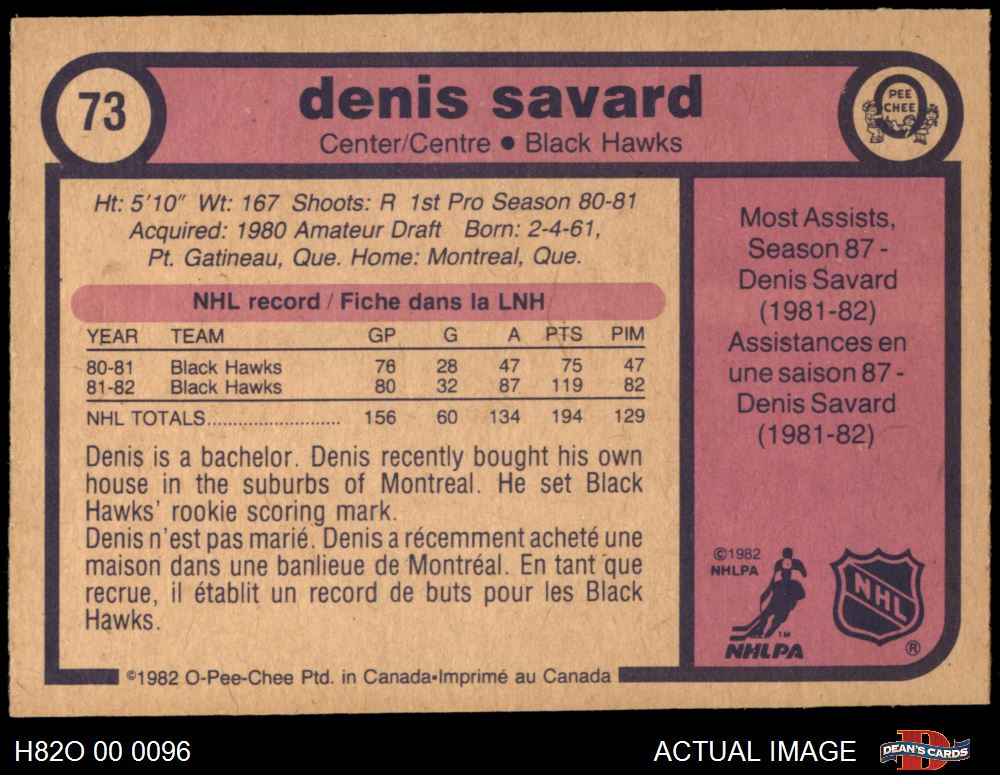 73
denis savard
Center/Centre • Black Hawks
O
PEE
CHEE
Ht: 5'10" Wt: 167 Shoots: R 1st Pro Season 80-81
Acquired: 1980 Amateur Draft Born: 2-4-61,
Pt. Gatineau, Que. Home: Montreal, Que.
NHL record / Fiche dans la LNH
YEAR TEAM GP G A PTS PIM
80-81 Black Hawks 76 28 47 75 47
81-82 Black Hawks 80 32 87 119 82
NHL TOTALS.......................... 156 60 134 194 129
Denis is a bachelor. Denis recently bought his own
house in the suburbs of Montreal. He set Black
Hawks' rookie scoring mark.
Denis n'est pas marié. Denis a récemment acheté une
maison dans une banlieue de Montréal. En tant que
recrue, il établit un record de buts pour les Black
Hawks.
Most Assists,
Season 87 -
Denis Savard
(1981-82)
Assistances en
une saison 87 -
Denis Savard
(1981-82)
©1982
NHLPA
TM
NHLPA
NHL
®
©1982 O-Pee-Chee Ptd. in Canada•Imprimé au Canada
H82O 00 0096
ACTUAL IMAGE
D
DEAN'S CARDS